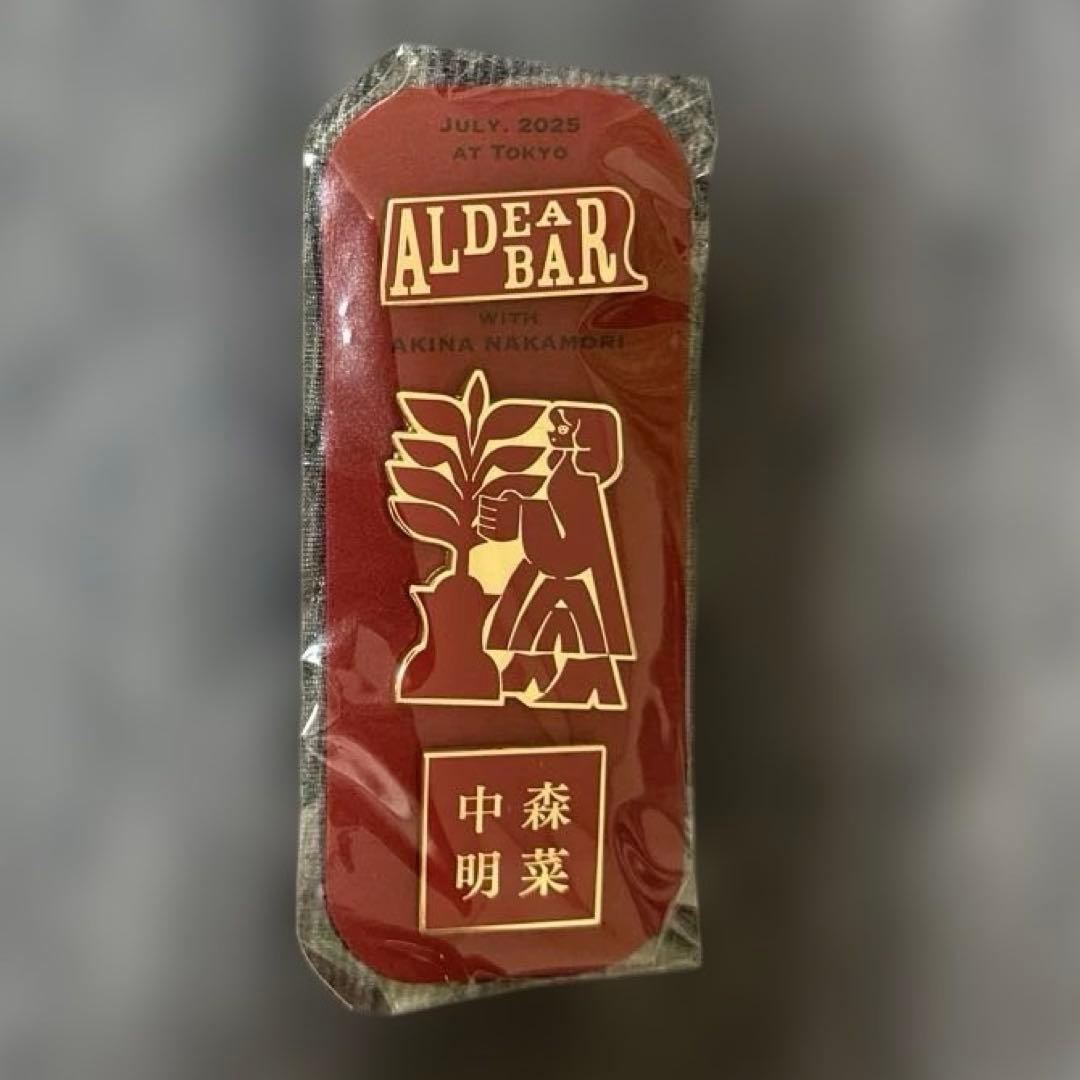 JULY. 2025
AT TOKYO
ALDEA
BAR
WITH
AKINA NAKAMORI
中森
明菜